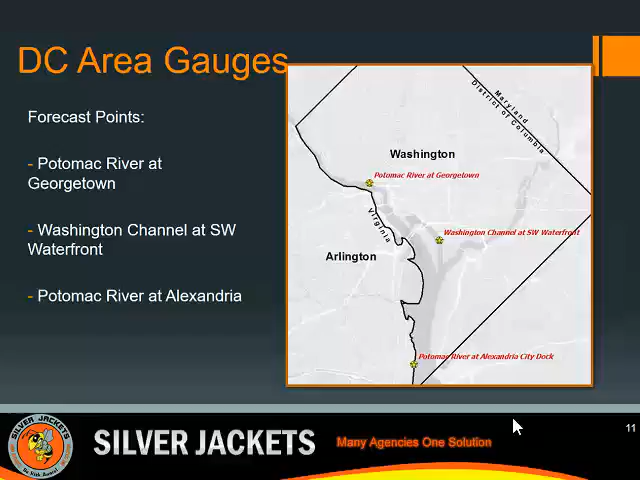 DC Area Gauges
Forecast Points:
- Potomac River at
Georgetown
- Washington Channel at SW
Waterfront
- Potomac River at Alexandria
Maryland
District of Columbia
Washington
Potomac River at Georgetown
Virginia
Washington Channel at SW Waterfront
Arlington
Potomac River at Alexandria City Dock
SILVER JACKETS
SILVER JACKETS
Many Agencies One Solution
11